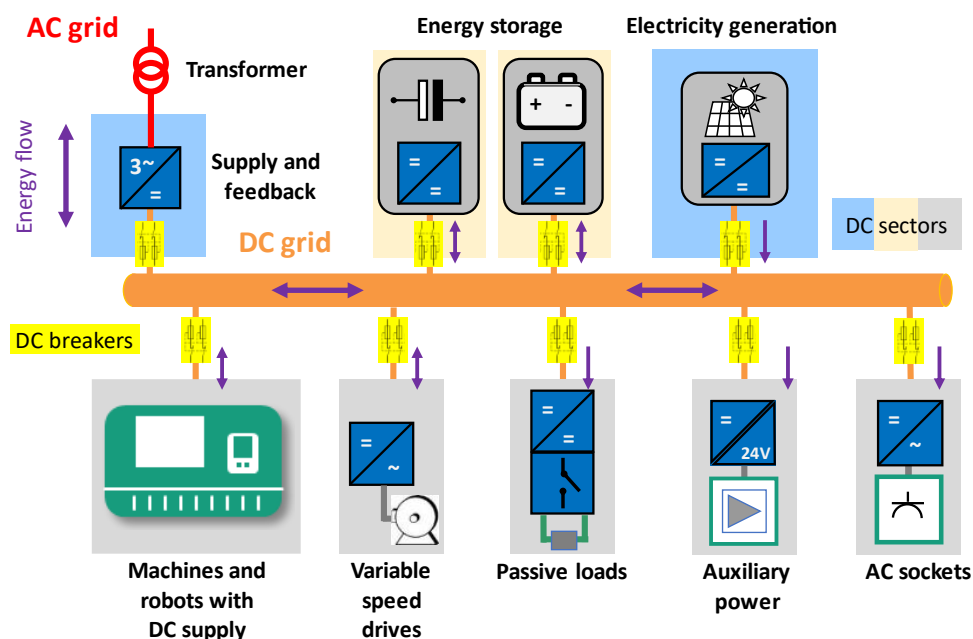 AC grid
Energy storage
Electricity generation
Transformer
+ -
Energy flow
3~
=
Supply and
feedback
=
=
=
=
=
=
DC sectors
DC grid
DC breakers
=
~
=
=
=
24V
=
~
Machines and
robots with
DC supply
Variable
speed
drives
Passive loads
Auxiliary
power
AC sockets